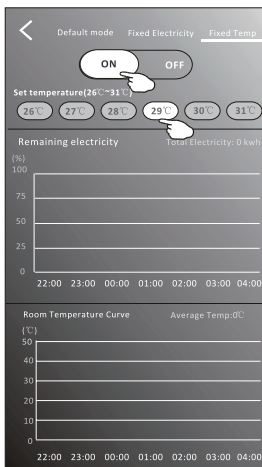 Default mode Fixed Electricity Fixed Temp
ON OFF
Set temperature(26℃~31℃)
26℃ 27℃ 28℃ 29℃ 30℃ 31℃
Remaining electricity Total Electricity: 0 kwh
(%)
100
75
50
25
0
22:00 23:00 00:00 01:00 02:00 03:00 04:00
Room Temperature Curve Average Temp:0℃
(℃)
50
40
30
20
10
0
22:00 23:00 00:00 01:00 02:00 03:00 04:00